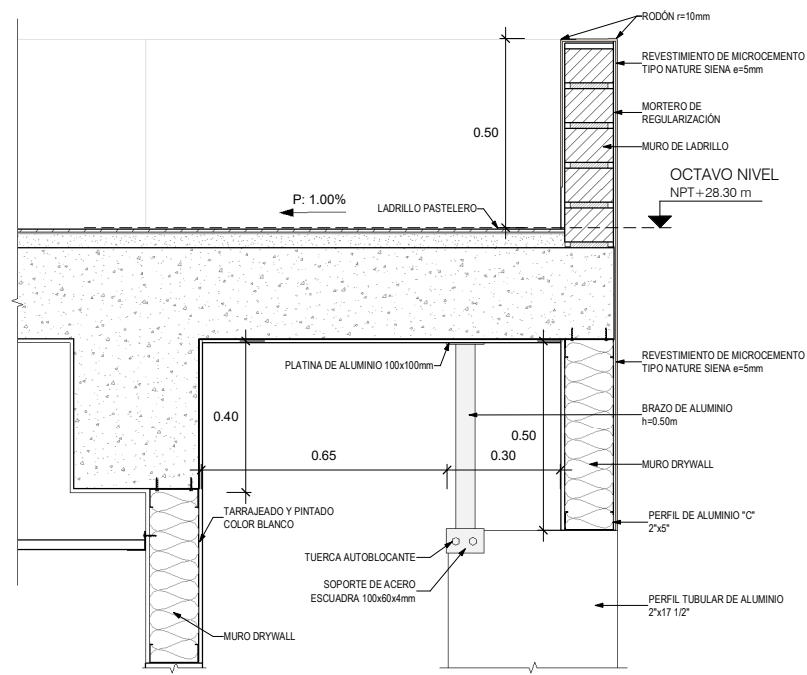 RODÓN r=10mm
REVESTIMIENTO DE MICROCEMENTO
TIPO NATURE SIENA e=5mm
MORTERO DE
REGULARIZACIÓN
0.50
MURO DE LADRILLO
OCTAVO NIVEL
NPT+28.30 m
P: 1.00%
LADRILLO PASTELERO
PLATINA DE ALUMINIO 100x100mm
REVESTIMIENTO DE MICROCEMENTO
TIPO NATURE SIENA e=5mm
0.40
BRAZO DE ALUMINIO
h=0.50m
0.50
0.65
0.30
MURO DRYWALL
TARRAJEADO Y PINTADO
COLOR BLANCO
PERFIL DE ALUMINIO "C"
2"x5"
TUERCA AUTOBLOCANTE
SOPORTE DE ACERO
ESCUADRA 100x60x4mm
PERFIL TUBULAR DE ALUMINIO
2"x17 1/2"
MURO DRYWALL